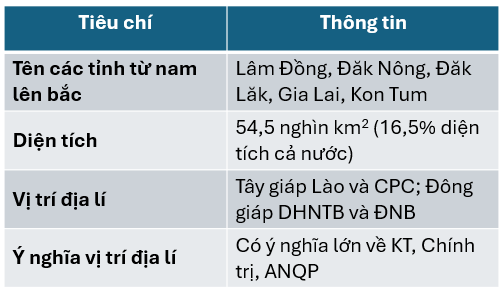 Tiêu chí
Thông tin
Tên các tỉnh từ nam
lên bắc
Lâm Đồng, Đăk Nông, Đăk
Lăk, Gia Lai, Kon Tum
Diện tích
54,5 nghìn km² (16,5% diện
tích cả nước)
Vị trí địa lí
Tây giáp Lào và CPC; Đông
giáp DHNTB và ĐNB
Ý nghĩa vị trí địa lí
Có ý nghĩa lớn về KT, Chính
trị, ANQP